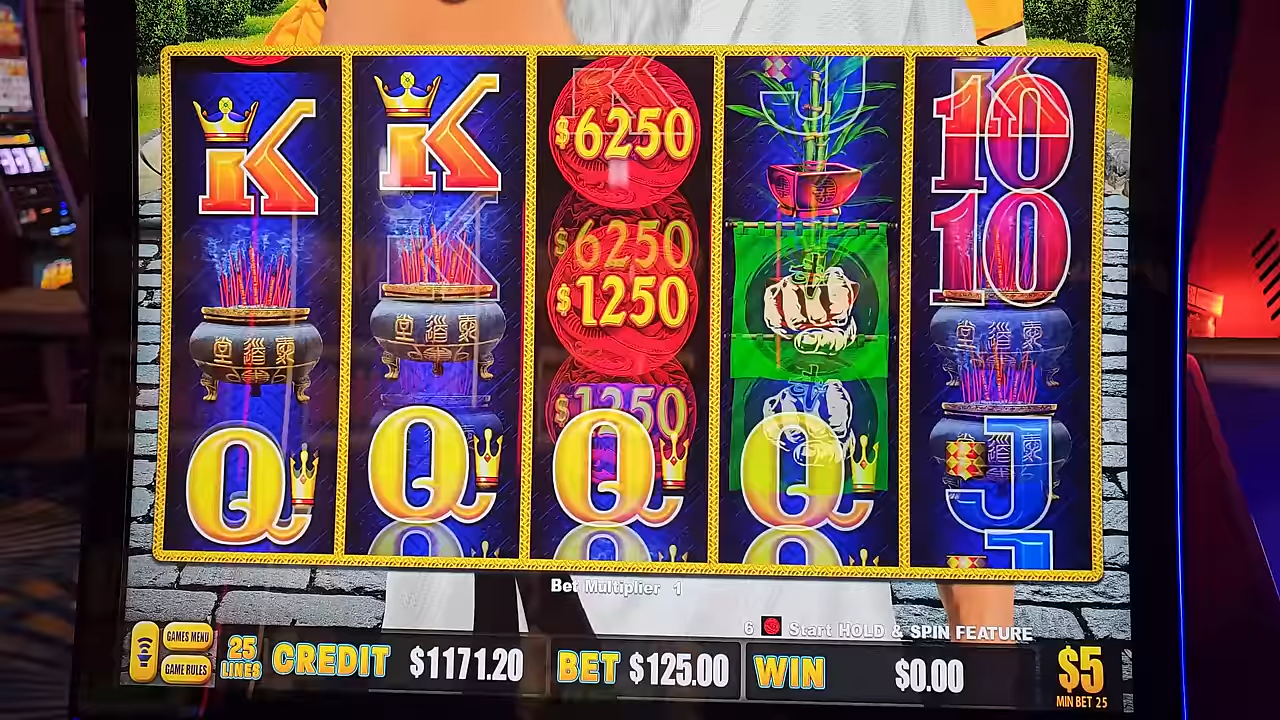 K K $6250 J 10
$6250 10
$1250
$1250
Q Q Q Q J
Bet Multiplier 1
6 Start HOLD & SPIN FEATURE
GAMES MENU
GAME RULES
25 LINES
CREDIT $1171.20
BET $125.00
WIN $0.00
$5
MIN BET 25